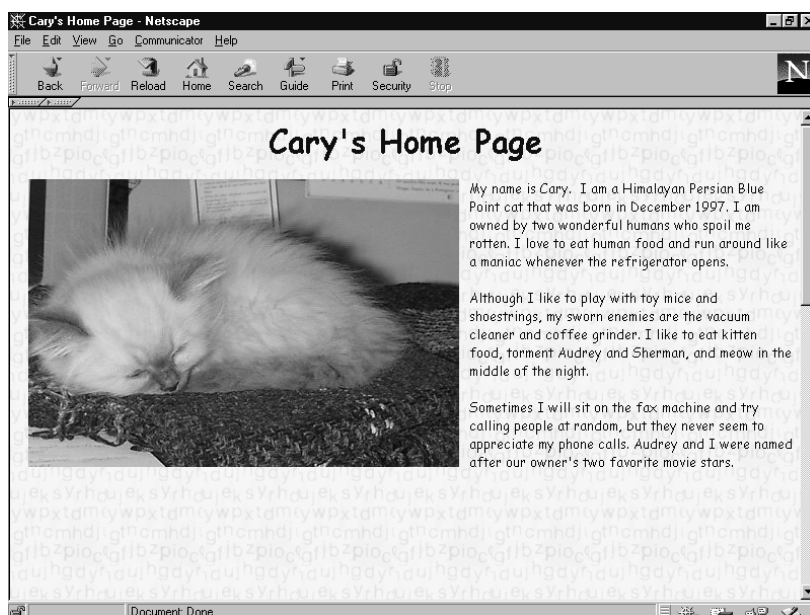 Cary's Home Page - Netscape
File Edit View Go Communicator Help
Back Forward Reload Home Search Guide Print Security Stop
N
Cary's Home Page
My name is Cary. I am a Himalayan Persian Blue
Point cat that was born in December 1997. I am
owned by two wonderful humans who spoil me
rotten. I love to eat human food and run around like
a maniac whenever the refrigerator opens.
Although I like to play with toy mice and
shoestrings, my sworn enemies are the vacuum
cleaner and coffee grinder. I like to eat kitten
food, torment Audrey and Sherman, and meow in the
middle of the night.
Sometimes I will sit on the fax machine and try
calling people at random, but they never seem to
appreciate my phone calls. Audrey and I were named
after our owner's two favorite movie stars.
Document: Done